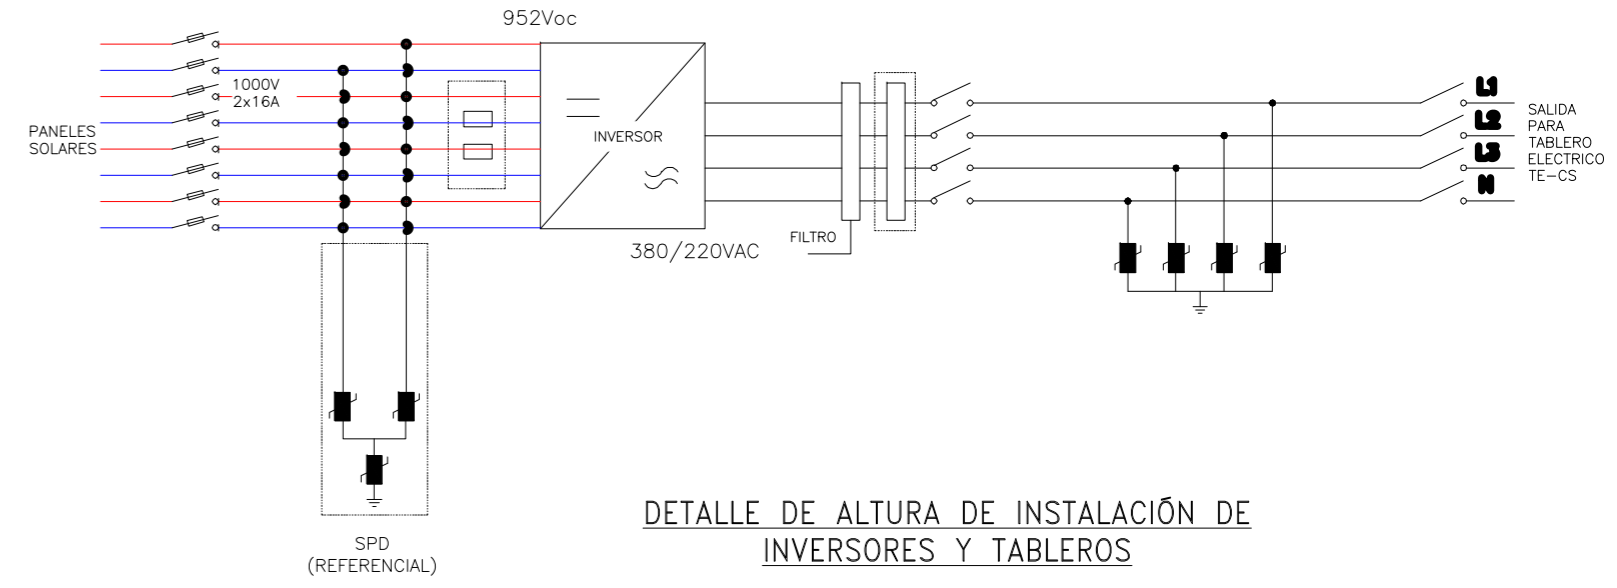 952Voc
1000V
2x16A
PANELES
SOLARES
INVERSOR
380/220VAC
FILTRO
L1
L2
L3
N
SALIDA
PARA
TABLERO
ELECTRICO
TE-CS
SPD
(REFERENCIAL)
DETALLE DE ALTURA DE INSTALACIÓN DE
INVERSORES Y TABLEROS